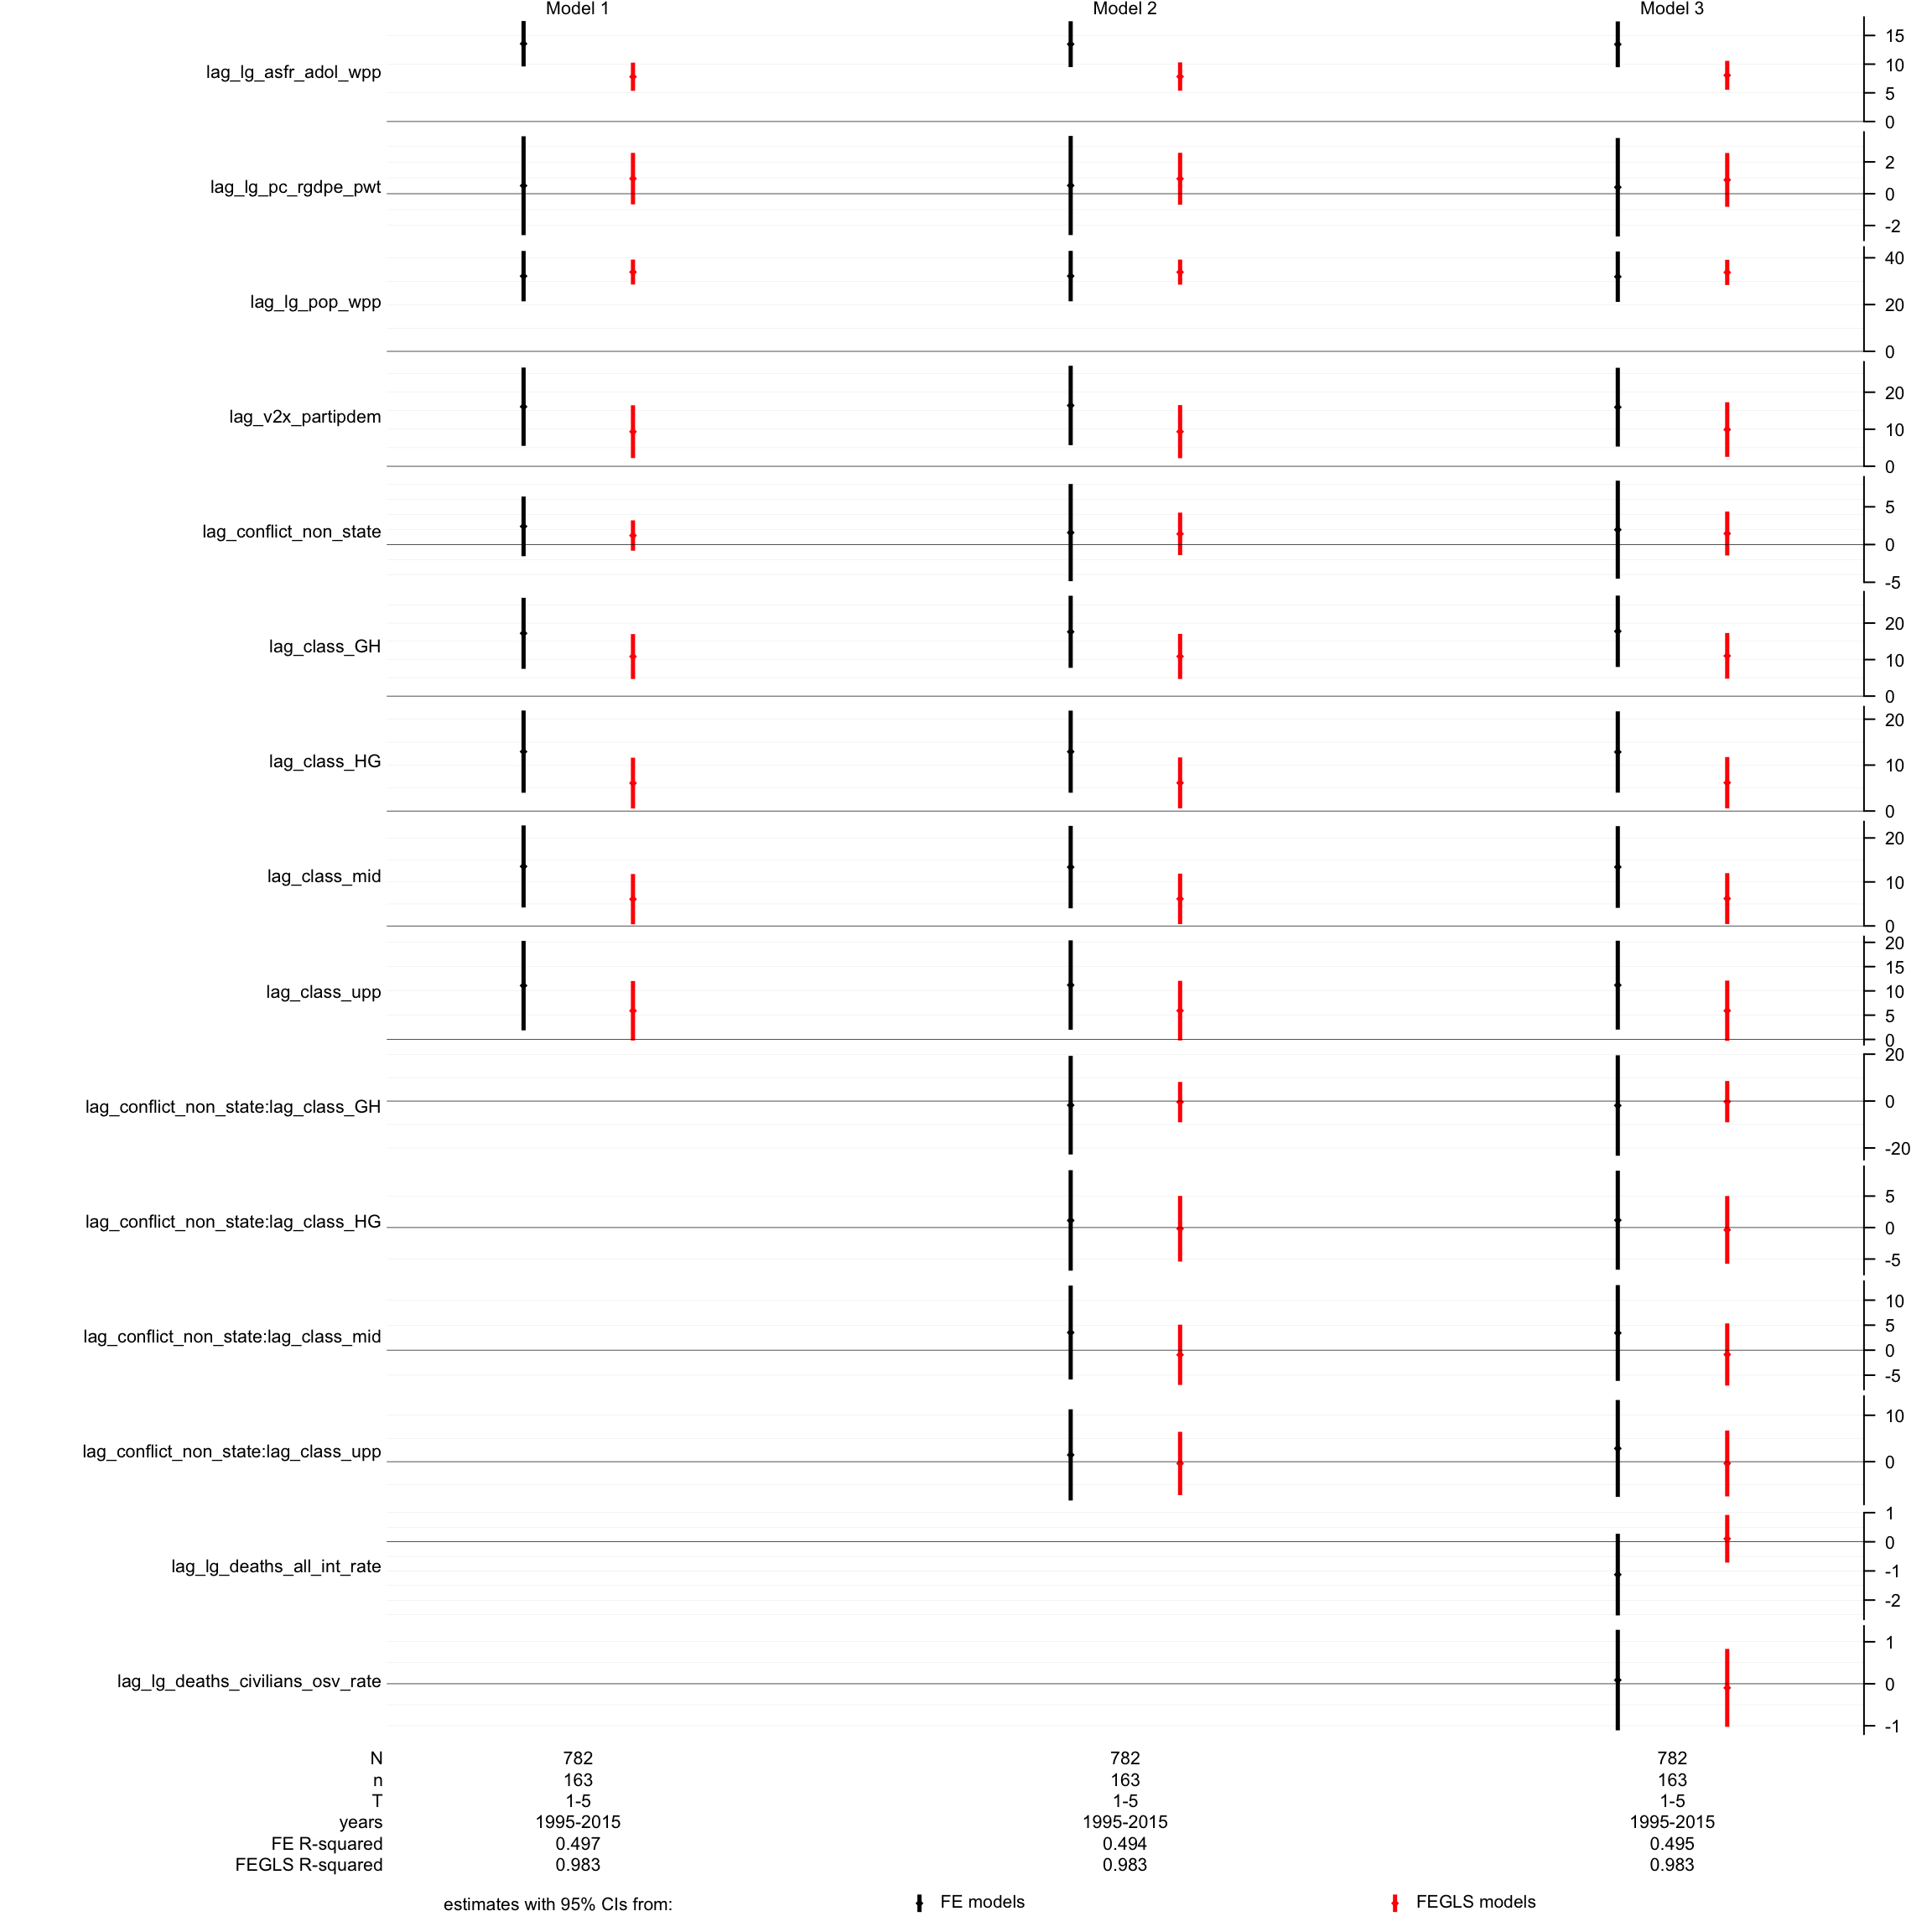 Model 1 Model 2 Model 3
lag_lg_asfr_adol_wpp
15
10
5
0
lag_lg_pc_rgdpe_pwt
2
0
-2
lag_lg_pop_wpp
40
20
0
lag_v2x_partipdem
20
10
0
lag_conflict_non_state
5
0
-5
lag_class_GH
20
10
0
lag_class_HG
20
10
0
lag_class_mid
20
10
0
lag_class_upp
20
15
10
5
0
lag_conflict_non_state:lag_class_GH
20
0
-20
lag_conflict_non_state:lag_class_HG
5
0
-5
lag_conflict_non_state:lag_class_mid
10
5
0
-5
lag_conflict_non_state:lag_class_upp
10
0
lag_lg_deaths_all_int_rate
1
0
-1
-2
lag_lg_deaths_civilians_osv_rate
1
0
-1
N 782 782 782
n 163 163 163
T 1-5 1-5 1-5
years 1995-2015 1995-2015 1995-2015
FE R-squared 0.497 0.494 0.495
FEGLS R-squared 0.983 0.983 0.983
estimates with 95% CIs from: FE models FEGLS models